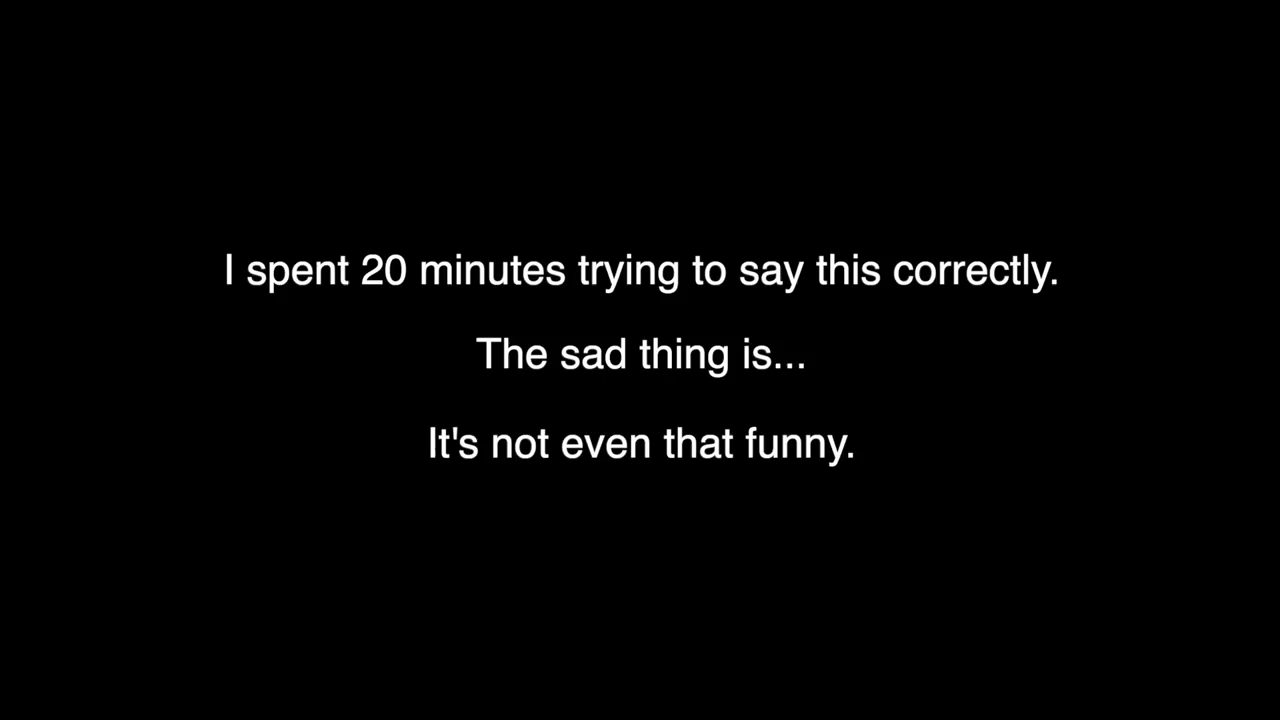 I spent 20 minutes trying to say this correctly.
The sad thing is...
It's not even that funny.